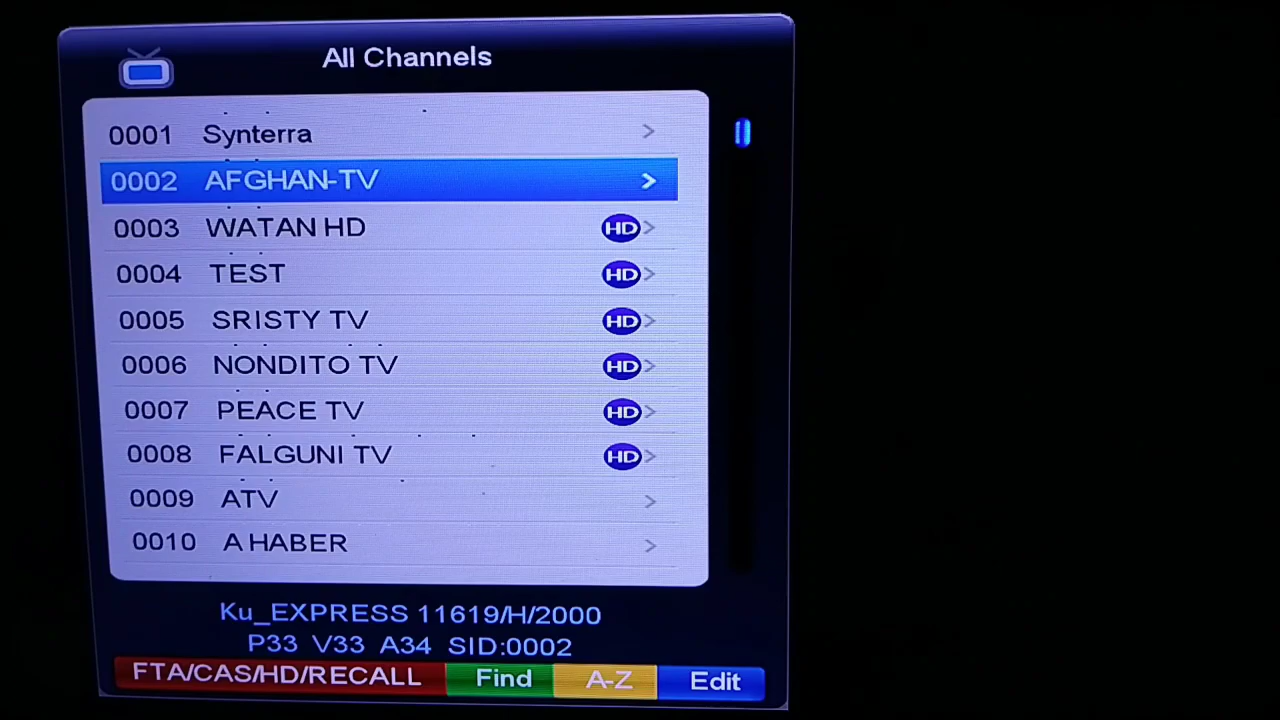 All Channels
0001 Synterra
0002 AFGHAN-TV
0003 WATAN HD HD
0004 TEST HD
0005 SRISTY TV HD
0006 NONDITO TV HD
0007 PEACE TV HD
0008 FALGUNI TV HD
0009 ATV
0010 A HABER
Ku_EXPRESS 11619/H/2000
P33 V33 A34 SID:0002
FTA/CAS/HD/RECALL Find A-Z Edit